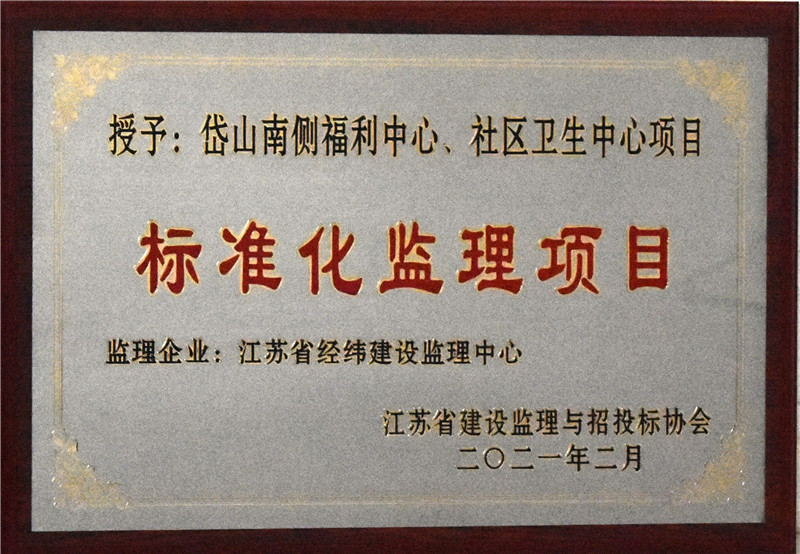 授予：岱山南侧福利中心、社区卫生中心项目
标准化监理项目
监理企业：江苏省经纬建设监理中心
江苏省建设监理与招投标协会
二〇二一年二月